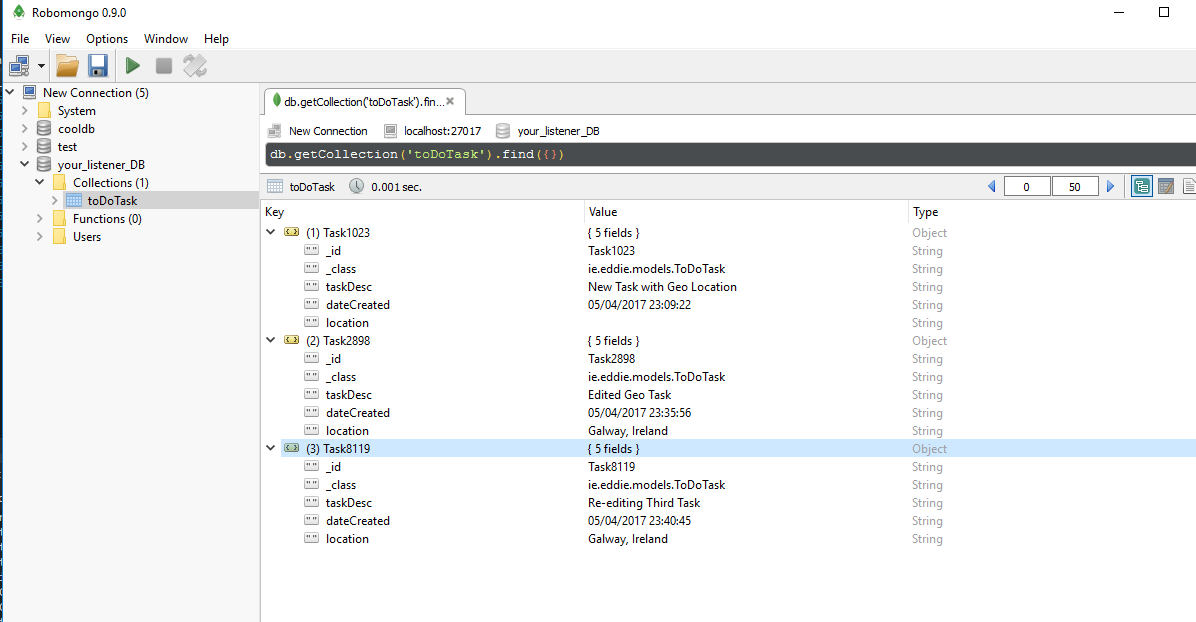 Robomongo 0.9.0
File View Options Window Help
New Connection (5)
System
cooldb
test
your_listener_DB
Collections (1)
toDoTask
Functions (0)
Users
db.getCollection('toDoTask').fin...
New Connection localhost:27017 your_listener_DB
db.getCollection('toDoTask').find({})
toDoTask 0.001 sec. 0 50
Key Value Type
(1) Task1023 { 5 fields } Object
_id Task1023 String
_class ie.eddie.models.ToDoTask String
taskDesc New Task with Geo Location String
dateCreated 05/04/2017 23:09:22 String
location String
(2) Task2898 { 5 fields } Object
_id Task2898 String
_class ie.eddie.models.ToDoTask String
taskDesc Edited Geo Task String
dateCreated 05/04/2017 23:35:56 String
location Galway, Ireland String
(3) Task8119 { 5 fields } Object
_id Task8119 String
_class ie.eddie.models.ToDoTask String
taskDesc Re-editing Third Task String
dateCreated 05/04/2017 23:40:45 String
location Galway, Ireland String